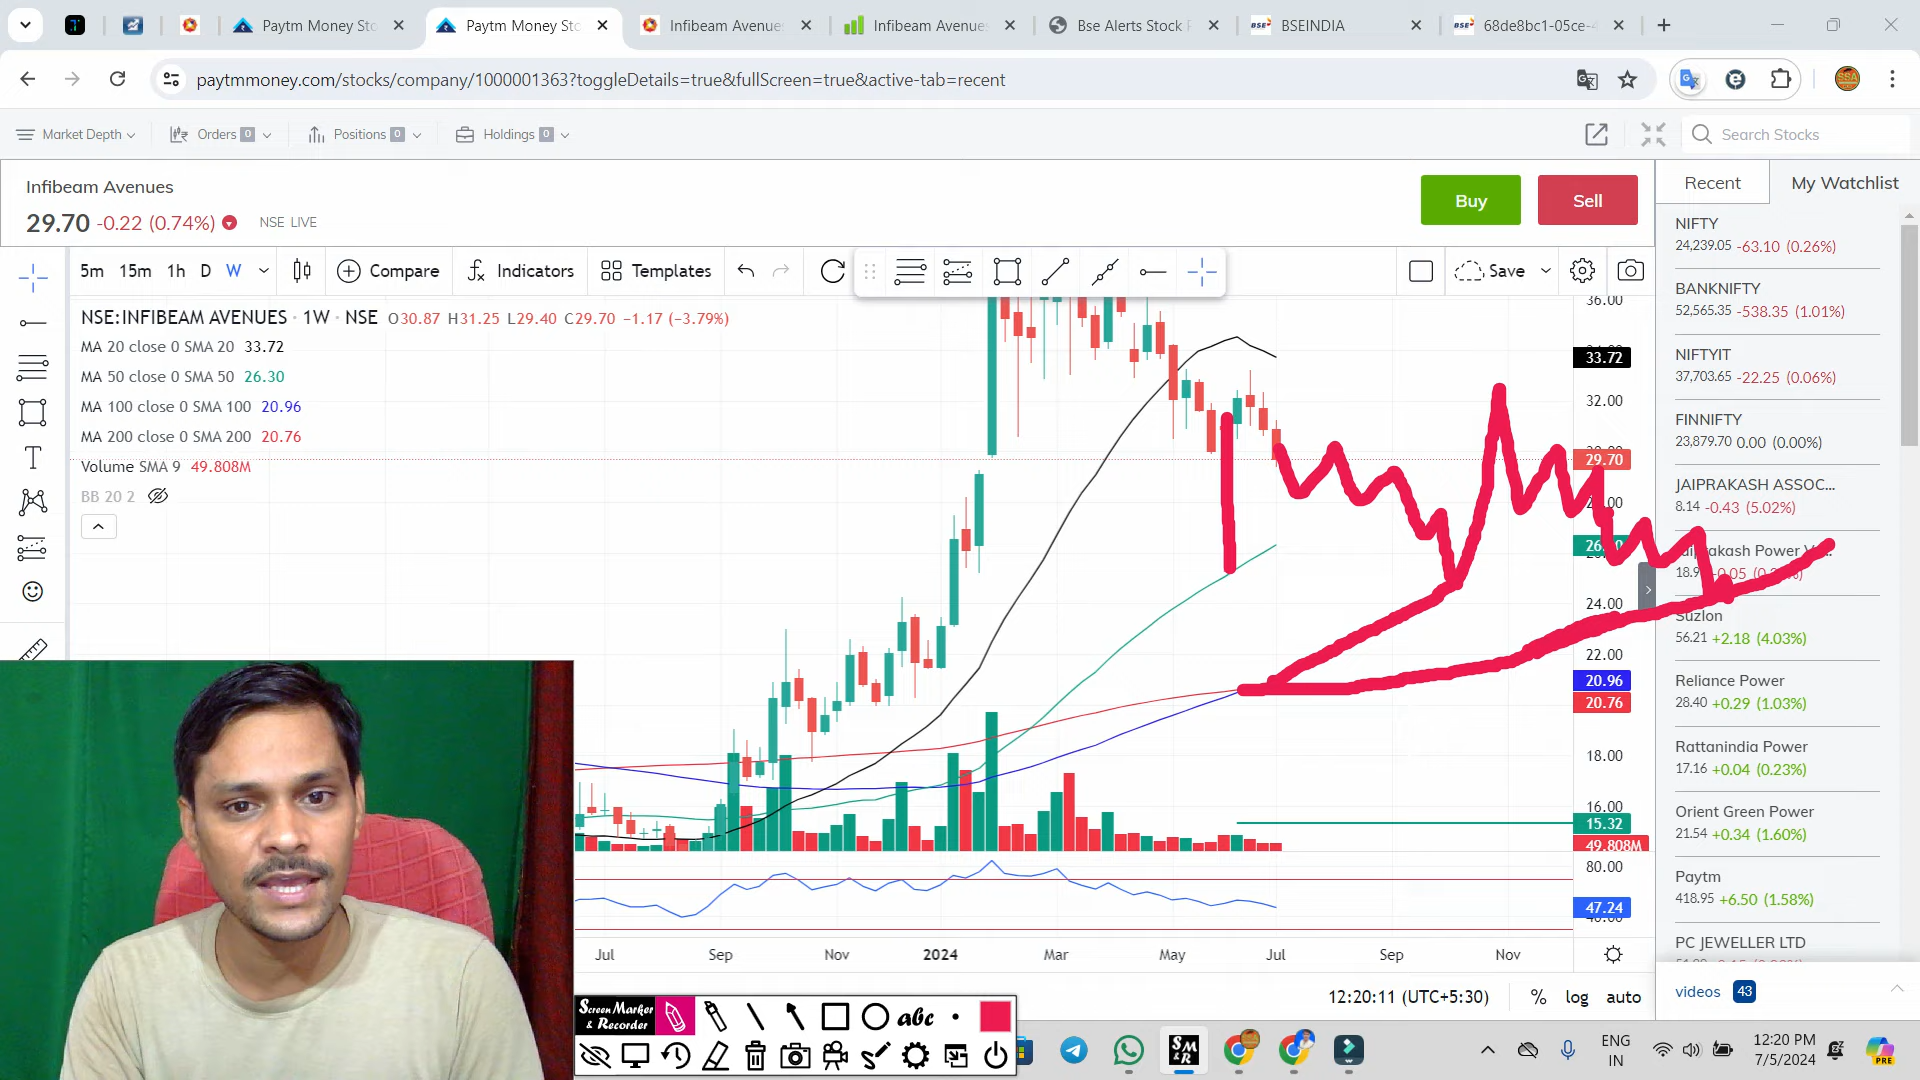 Paytm Money Sto
Paytm Money Sto
Infibeam Avenues
Infibeam Avenues
Bse Alerts Stock P
BSE BSEINDIA
BSE 68de8bc1-05ce-4
paytmmoney.com/stocks/company/1000001363?toggleDetails=true&fullScreen=true&active-tab=recent
Market Depth
Orders 0
Positions 0
Holdings 0
Search Stocks
Infibeam Avenues
29.70 -0.22 (0.74%) NSE LIVE
Buy
Sell
Recent
My Watchlist
5m 15m 1h D W
Compare
Indicators
Templates
Save
NSE:INFIBEAM AVENUES · 1W · NSE O30.87 H31.25 L29.40 C29.70 −1.17 (−3.79%)
MA 20 close 0 SMA 20 33.72
MA 50 close 0 SMA 50 26.30
MA 100 close 0 SMA 100 20.96
MA 200 close 0 SMA 200 20.76
Volume SMA 9 49.808M
BB 20 2
36.00
33.72
32.00
29.70
24.00
22.00
20.96
20.76
18.00
16.00
15.32
49.808M
80.00
47.24
Jul Sep Nov 2024 Mar May Jul Sep Nov
12:20:11 (UTC+5:30) % log auto
NIFTY
24,239.05 -63.10 (0.26%)
BANKNIFTY
52,565.35 -538.35 (1.01%)
NIFTYIT
37,703.65 -22.25 (0.06%)
FINNIFTY
23,879.70 0.00 (0.00%)
JAIPRAKASH ASSOC...
8.14 -0.43 (5.02%)
Suzlon
56.21 +2.18 (4.03%)
Reliance Power
28.40 +0.29 (1.03%)
Rattanindia Power
17.16 +0.04 (0.23%)
Orient Green Power
21.54 +0.34 (1.60%)
Paytm
418.95 +6.50 (1.58%)
PC JEWELLER LTD
videos 43
Screen Marker
& Recorder
abc
SM
&R
ENG
IN
12:20 PM
7/5/2024
PRE